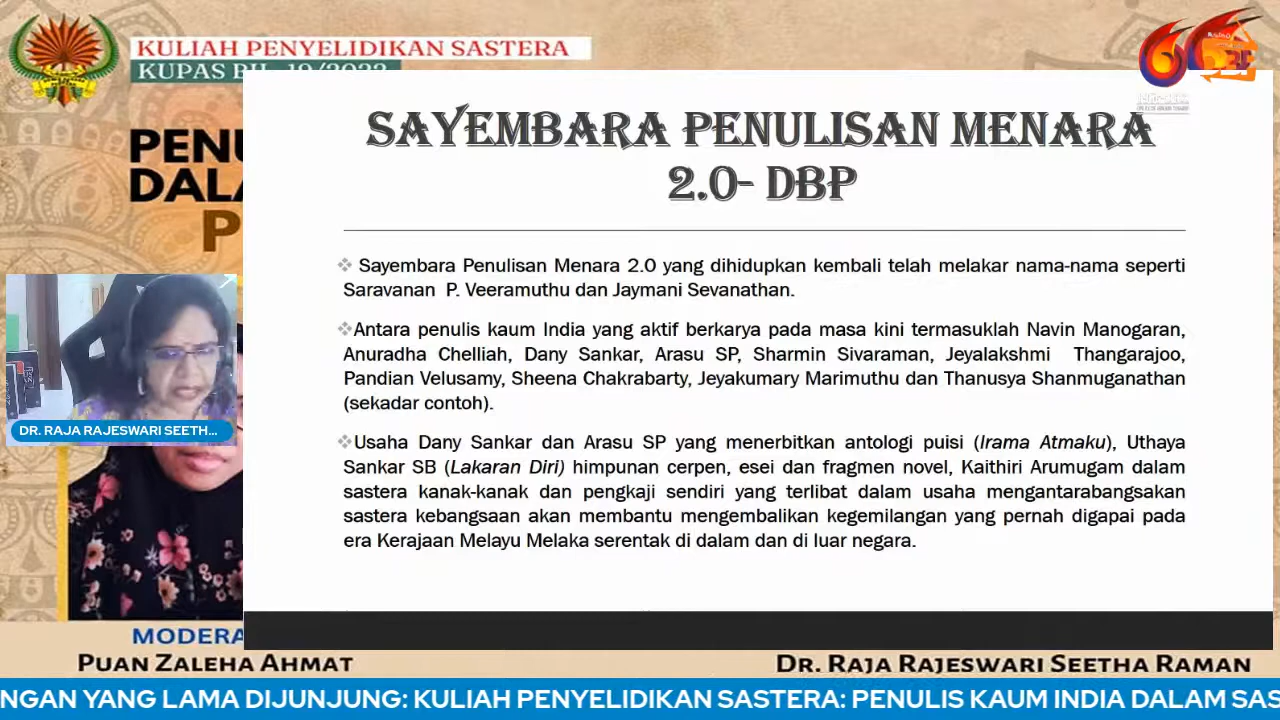 KULIAH PENYELIDIKAN SASTERA
KUPAS BIL. 19/2022
PENU
DALA
P
SAYEMBARA PENULISAN MENARA
2.0- DBP
Sayembara Penulisan Menara 2.0 yang dihidupkan kembali telah melakar nama-nama seperti
Saravanan P. Veeramuthu dan Jaymani Sevanathan.
Antara penulis kaum India yang aktif berkarya pada masa kini termasuklah Navin Manogaran,
Anuradha Chelliah, Dany Sankar, Arasu SP, Sharmin Sivaraman, Jeyalakshmi Thangarajoo,
Pandian Velusamy, Sheena Chakrabarty, Jeyakumary Marimuthu dan Thanusya Shanmuganathan
(sekadar contoh).
Usaha Dany Sankar dan Arasu SP yang menerbitkan antologi puisi (Irama Atmaku), Uthaya
Sankar SB (Lakaran Diri) himpunan cerpen, esei dan fragmen novel, Kaithiri Arumugam dalam
sastera kanak-kanak dan pengkaji sendiri yang terlibat dalam usaha mengantarabangsakan
sastera kebangsaan akan membantu mengembalikan kegemilangan yang pernah digapai pada
era Kerajaan Melayu Melaka serentak di dalam dan di luar negara.
DR. RAJA RAJESWARI SEETH...
MODERA
PUAN ZALEHA AHMAT
DR. RAJA RAJESWARI SEETHA RAMAN
NGAN YANG LAMA DIJUNJUNG: KULIAH PENYELIDIKAN SASTERA: PENULIS KAUM INDIA DALAM SAS